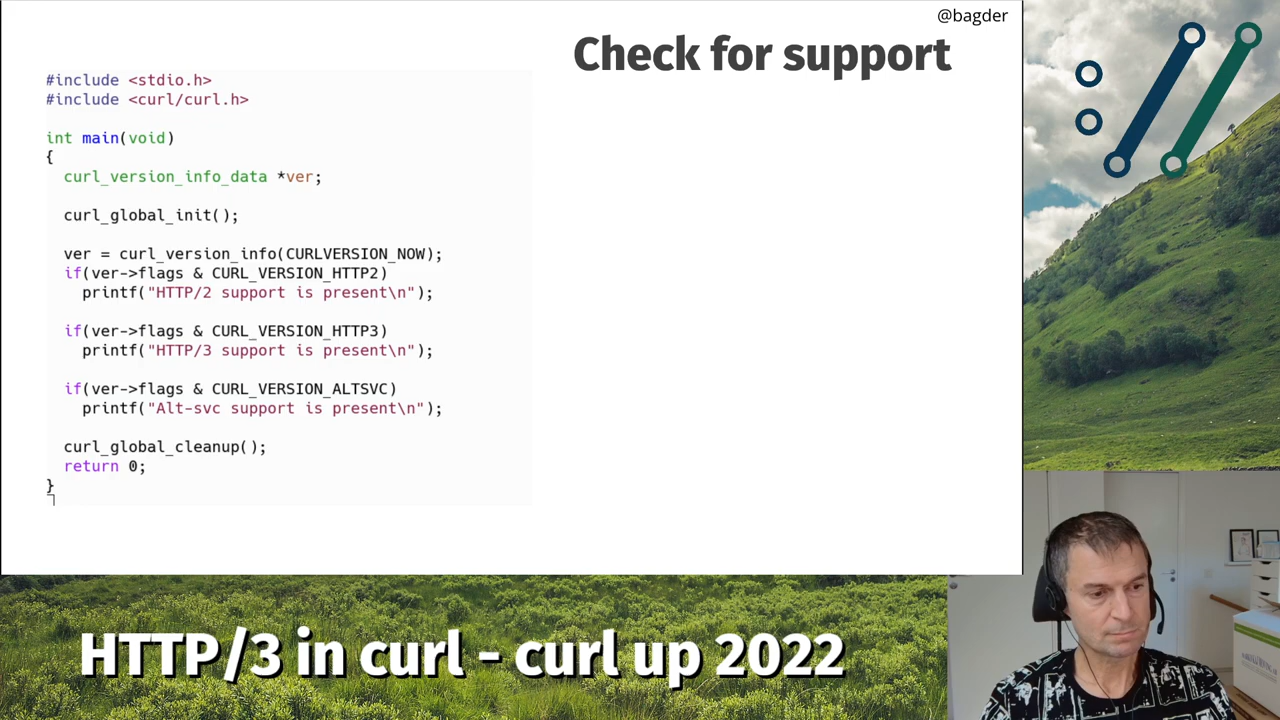 @bagder
Check for support
#include <stdio.h>
#include <curl/curl.h>
int main(void)
{
  curl_version_info_data *ver;
  curl_global_init();
  ver = curl_version_info(CURLVERSION_NOW);
  if(ver->flags & CURL_VERSION_HTTP2)
    printf("HTTP/2 support is present\n");
  if(ver->flags & CURL_VERSION_HTTP3)
    printf("HTTP/3 support is present\n");
  if(ver->flags & CURL_VERSION_ALTSVC)
    printf("Alt-svc support is present\n");
  curl_global_cleanup();
  return 0;
}
HTTP/3 in curl - curl up 2022